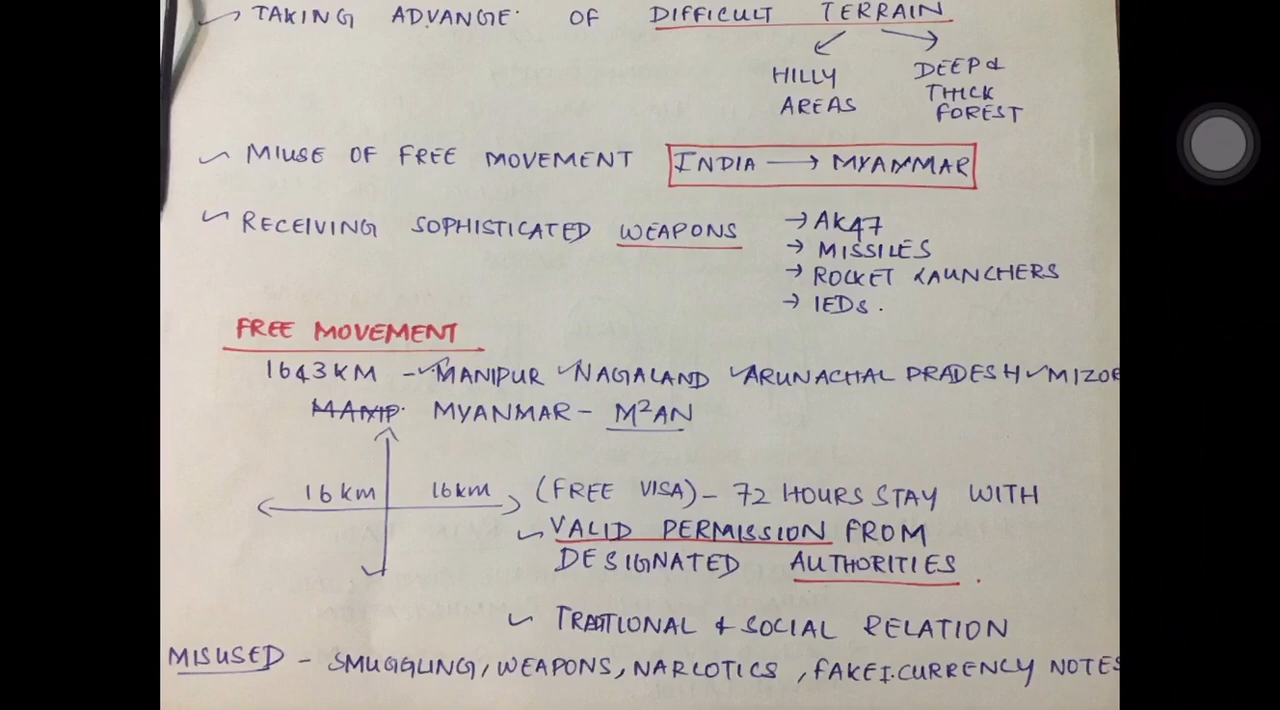 TAKING ADVANGE OF DIFFICULT TERRAIN
HILLY
AREAS
DEEP &
THICK
FOREST
MIUSE OF FREE MOVEMENT INDIA → MYANMAR
RECEIVING SOPHISTICATED WEAPONS → AK47
→ MISSILES
→ ROCKET LAUNCHERS
→ IEDs.
FREE MOVEMENT
1643KM - MANIPUR NAGALAND ARUNACHAL PRADESH MIZOR
MANIP. MYANMAR - M²AN
16km 16km (FREE VISA) - 72 HOURS STAY WITH
VALID PERMISSION FROM
DESIGNATED AUTHORITIES.
TRATIONAL & SOCIAL RELATION
MISUSED - SMUGGLING, WEAPONS, NARCOTICS, FAKE I.CURRENCY NOTES